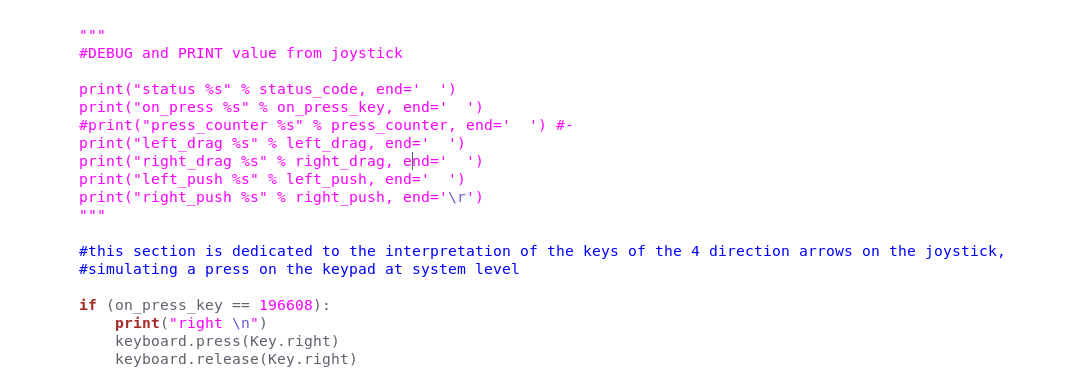 """
#DEBUG and PRINT value from joystick
print("status %s" % status_code, end='  ')
print("on_press %s" % on_press_key, end='  ')
#print("press_counter %s" % press_counter, end='  ') #-
print("left_drag %s" % left_drag, end='  ')
print("right_drag %s" % right_drag, end='  ')
print("left_push %s" % left_push, end='  ')
print("right_push %s" % right_push, end='\r')
"""
#this section is dedicated to the interpretation of the keys of the 4 direction arrows on the joystick,
#simulating a press on the keypad at system level
if (on_press_key == 196608):
    print("right \n")
    keyboard.press(Key.right)
    keyboard.release(Key.right)